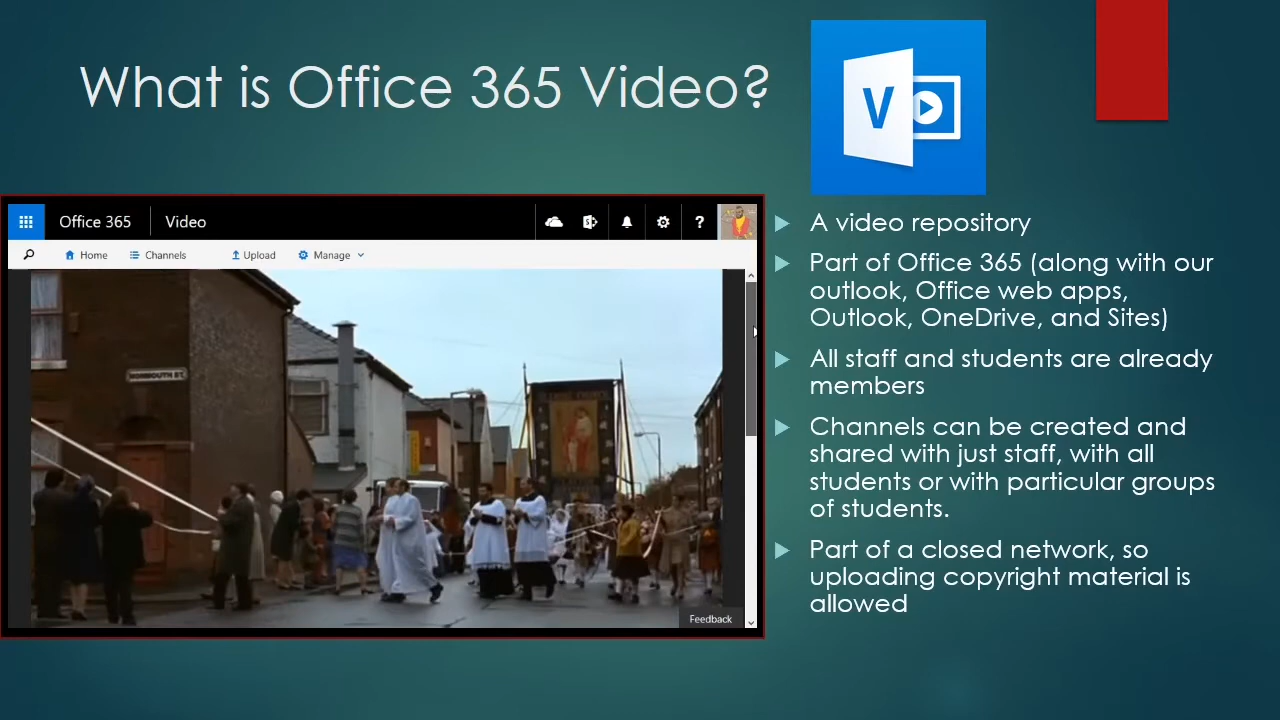 What is Office 365 Video?
V
Office 365 Video
Home Channels Upload Manage
MONMOUTH ST.
Feedback
A video repository
Part of Office 365 (along with our
outlook, Office web apps,
Outlook, OneDrive, and Sites)
All staff and students are already
members
Channels can be created and
shared with just staff, with all
students or with particular groups
of students.
Part of a closed network, so
uploading copyright material is
allowed